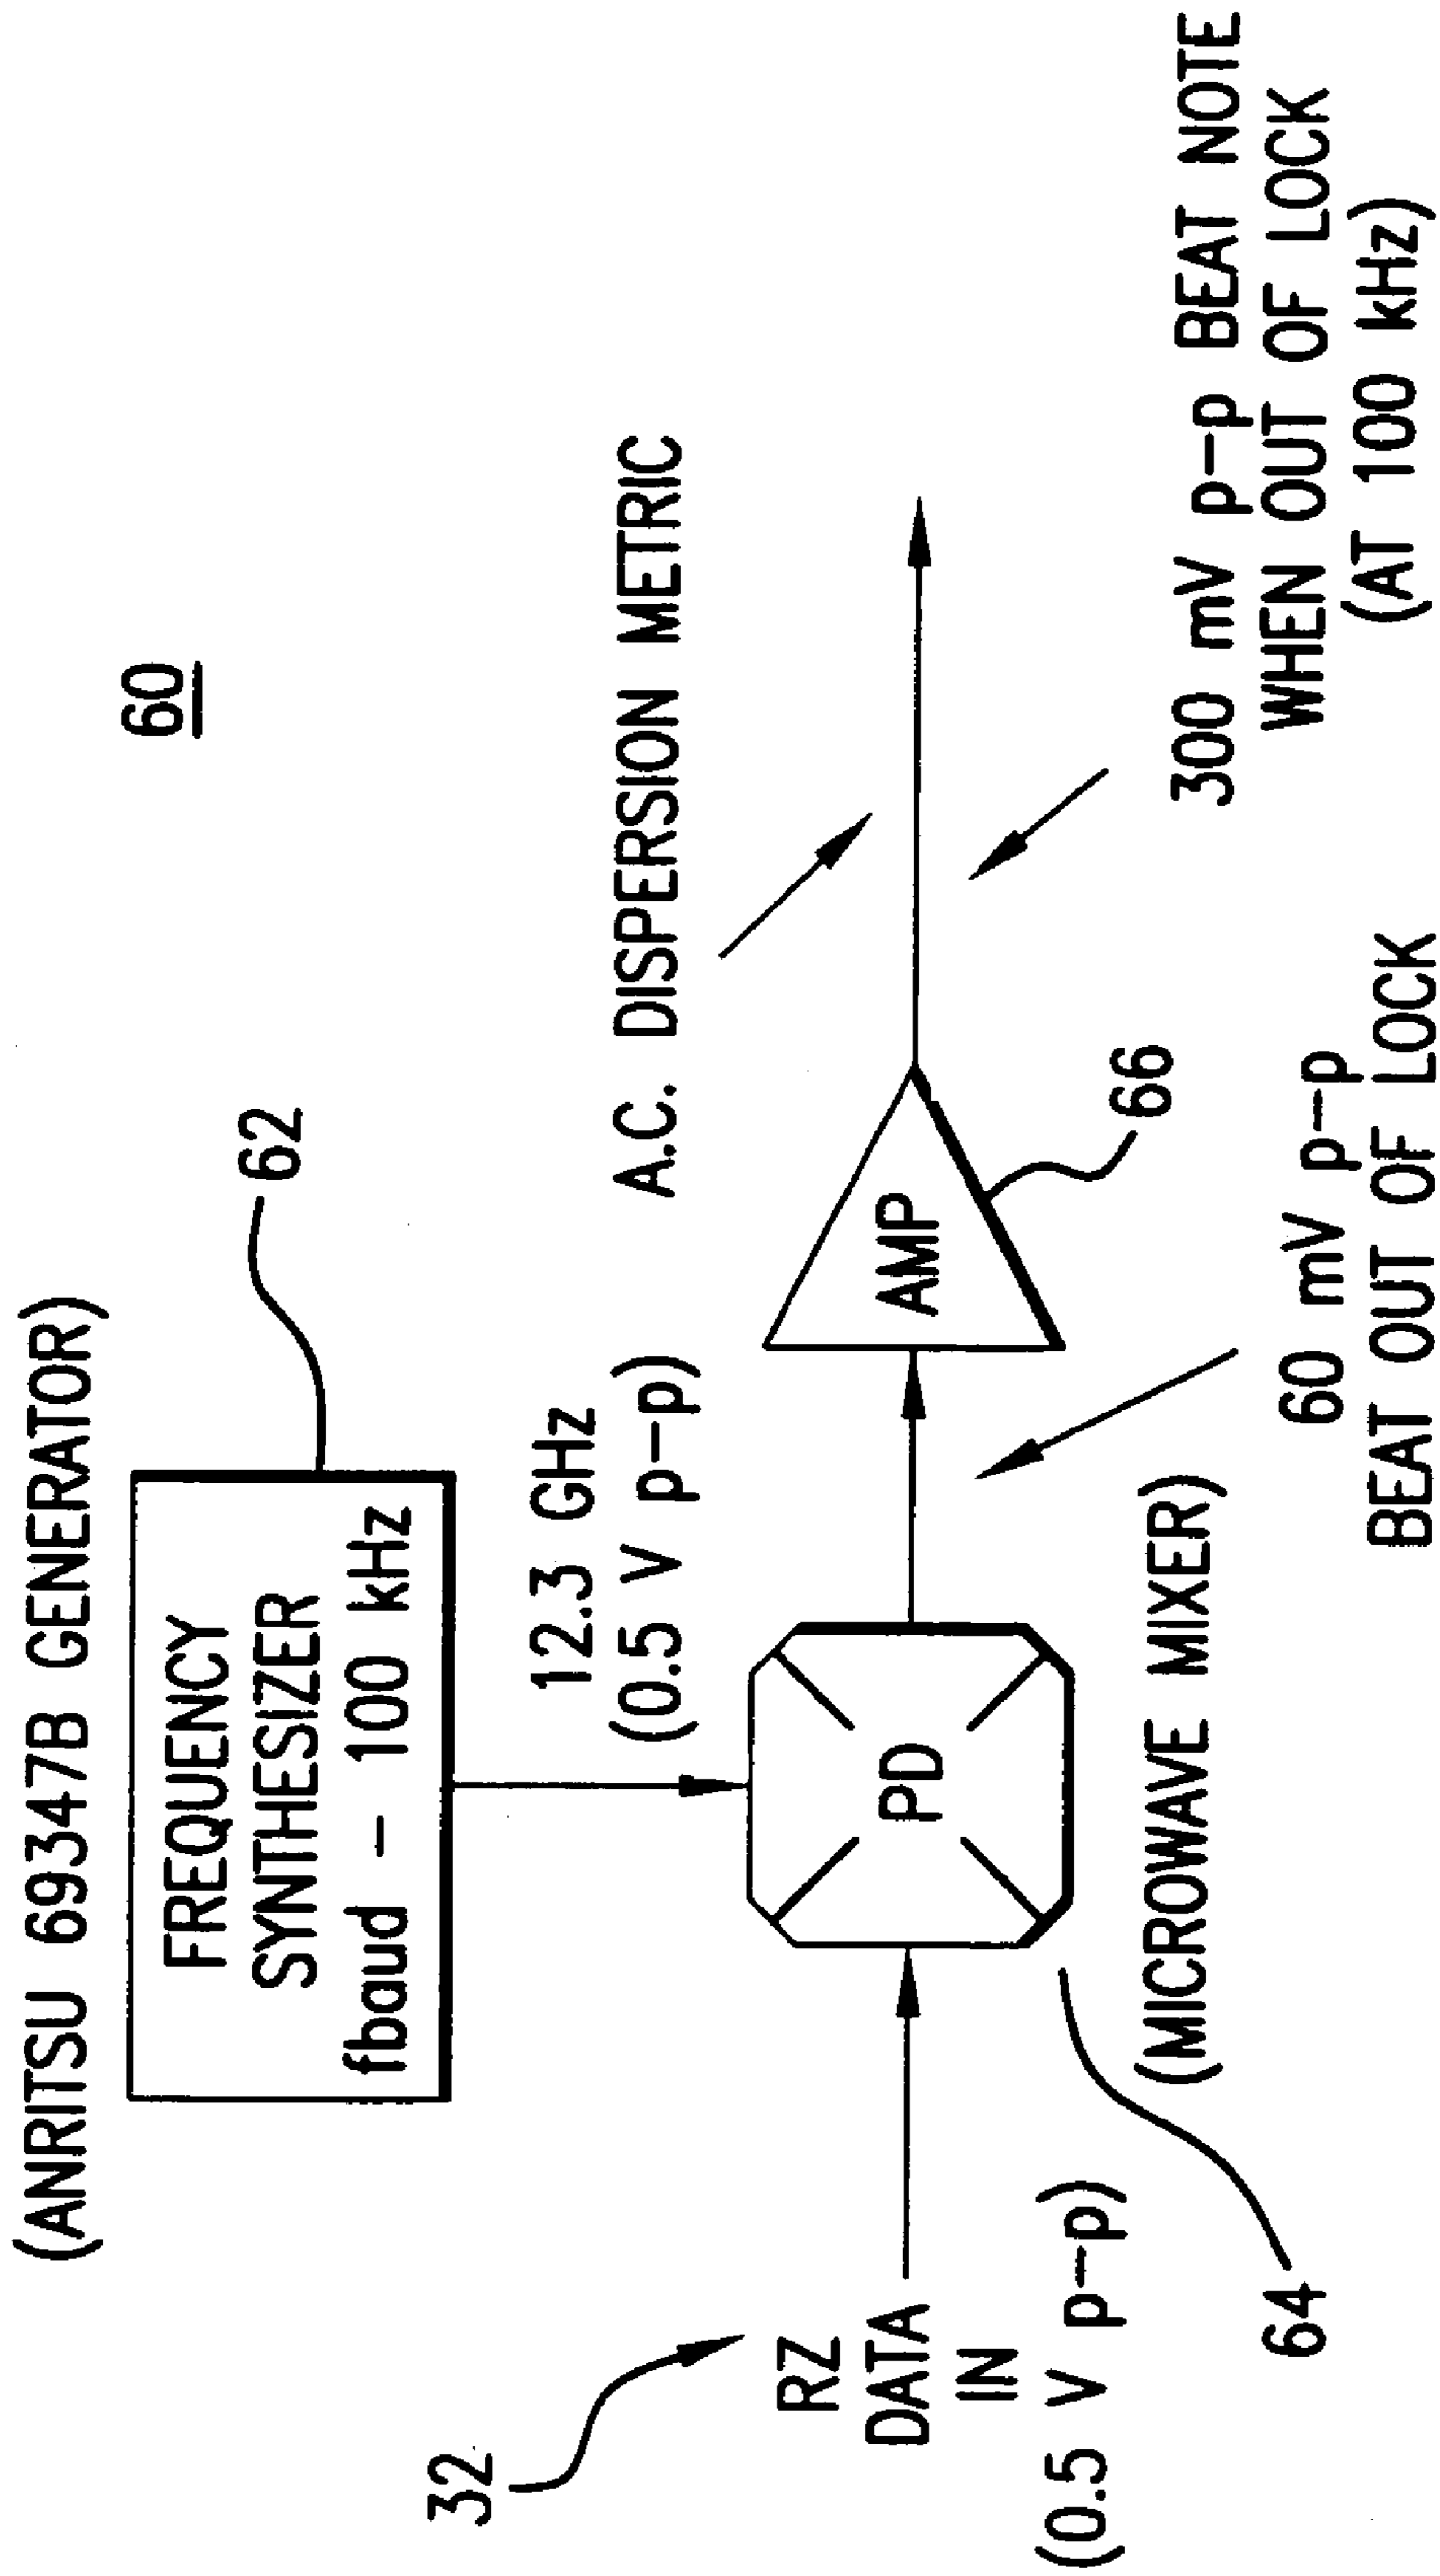 60
(ANRITSU 69347B GENERATOR)
62
FREQUENCY
SYNTHESIZER
fbaud - 100 kHz
12.3 GHz
(0.5 V p-p)
A.C. DISPERSION METRIC
32
RZ
DATA
IN
(0.5 V p-p)
PD
AMP
66
64
(MICROWAVE MIXER)
60 mV p-p
BEAT OUT OF LOCK
300 mV p-p BEAT NOTE
WHEN OUT OF LOCK
(AT 100 kHz)